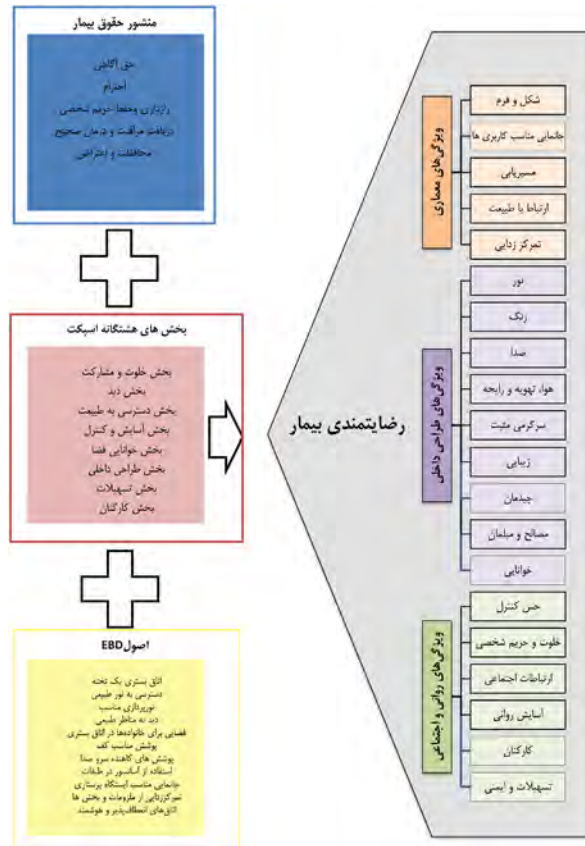 منشور حقوق بیمار
حق آگاهی
احترام
رازداری وحفظ حریم شخصی
دریافت مراقبت و درمان صحیح
محافظت و اعتراض
بخش های هشتگانه اسپکت
بخش خلوت و مشارکت
بخش دید
بخش دسترسی به طبیعت
بخش آسایش و کنترل
بخش خوانایی فضا
بخش طراحی داخلی
بخش تسهیلات
بخش کارکنان
اصول EBD
اتاق بستری یک تخته
دسترسی به نور طبیعی
نورپردازی مناسب
دید به مناظر طبیعی
فضایی برای خانواده‌ها در اتاق بستری
پوشش مناسب کف
پوشش های کاهنده سرو صدا
استفاده از آسانسور در طبقات
جانمایی مناسب ایستگاه پرستاری
تمرکززدایی از ملزومات و بخش ها
اتاق‌های انعطاف‌پذیر و هوشمند
رضایتمندی بیمار
ویژگی‌های معماری
شکل و فرم
جانمایی مناسب کاربری ها
مسیریابی
ارتباط با طبیعت
تمرکز زدایی
ویژگی‌های طراحی داخلی
نور
رنگ
صدا
هوا، تهویه و رایحه
سرگرمی مثبت
زیبایی
چیدمان
مصالح و مبلمان
خوانایی
ویژگی‌های روانی و اجتماعی
حس کنترل
خلوت و حریم شخصی
ارتباطات اجتماعی
آسایش روانی
کارکنان
تسهیلات و ایمنی